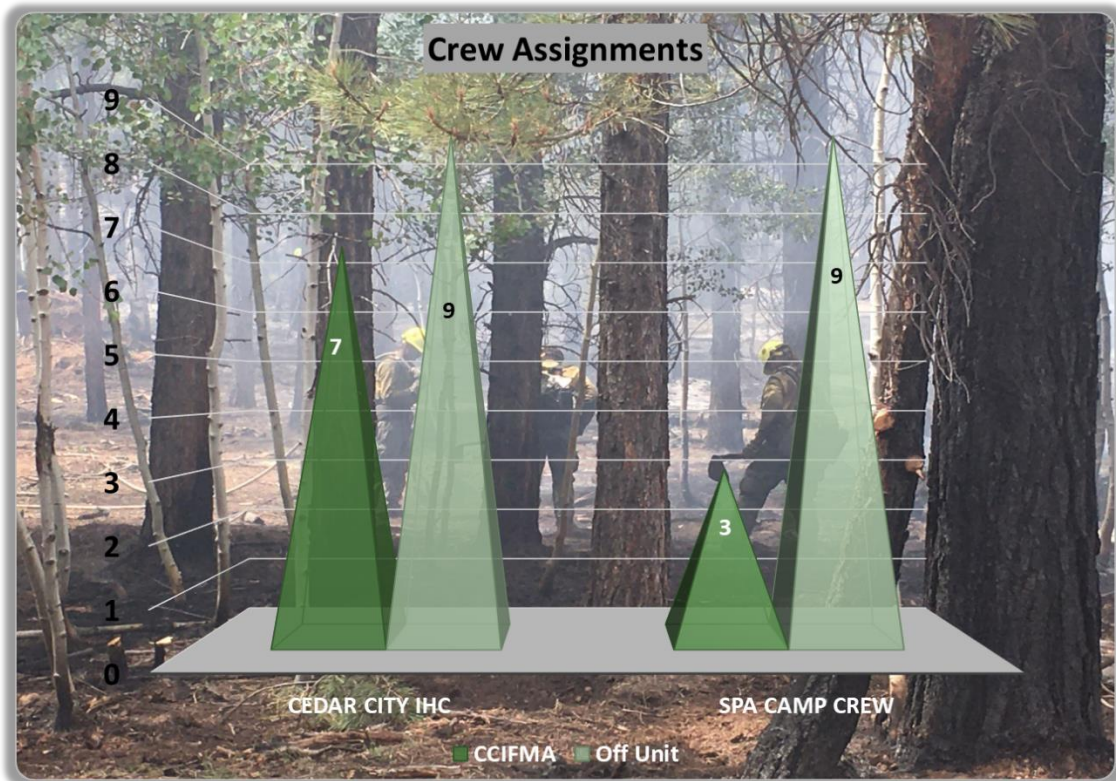 Crew Assignments
9
8
7
6
5
4
3
2
1
0
7
9
3
9
CEDAR CITY IHC
SPA CAMP CREW
CCIFMA
Off Unit